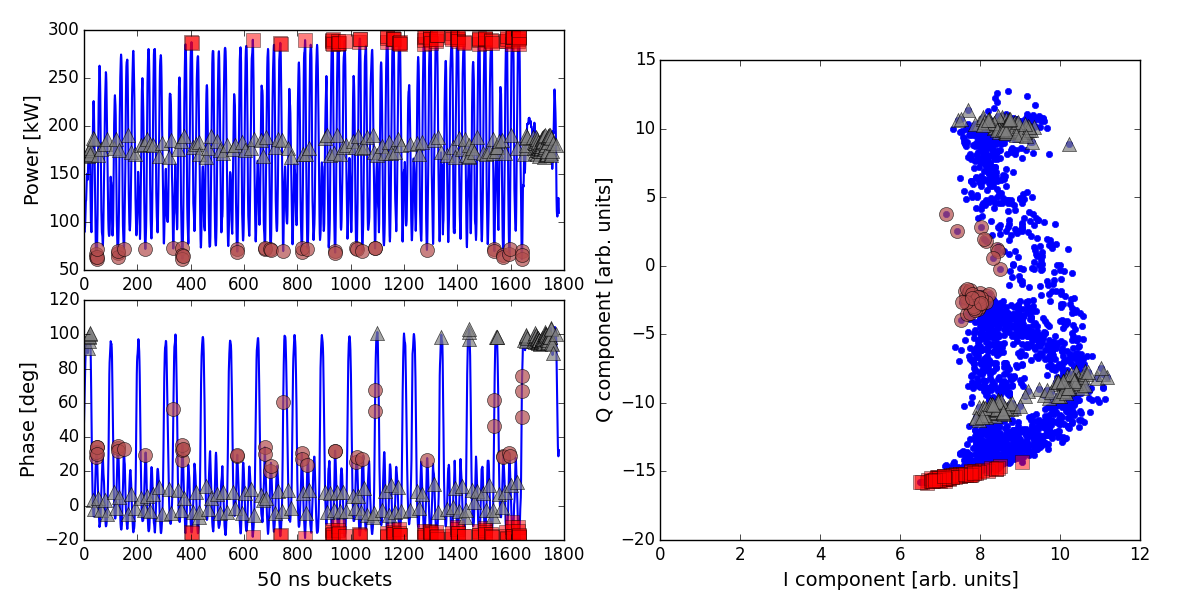 300
250
200
150
100
50
Power [kW]
0 200 400 600 800 1000 1200 1400 1600 1800
120
100
80
60
40
20
0
−20
Phase [deg]
0 200 400 600 800 1000 1200 1400 1600 1800
50 ns buckets
15
10
5
0
−5
−10
−15
−20
Q component [arb. units]
0 2 4 6 8 10 12
I component [arb. units]